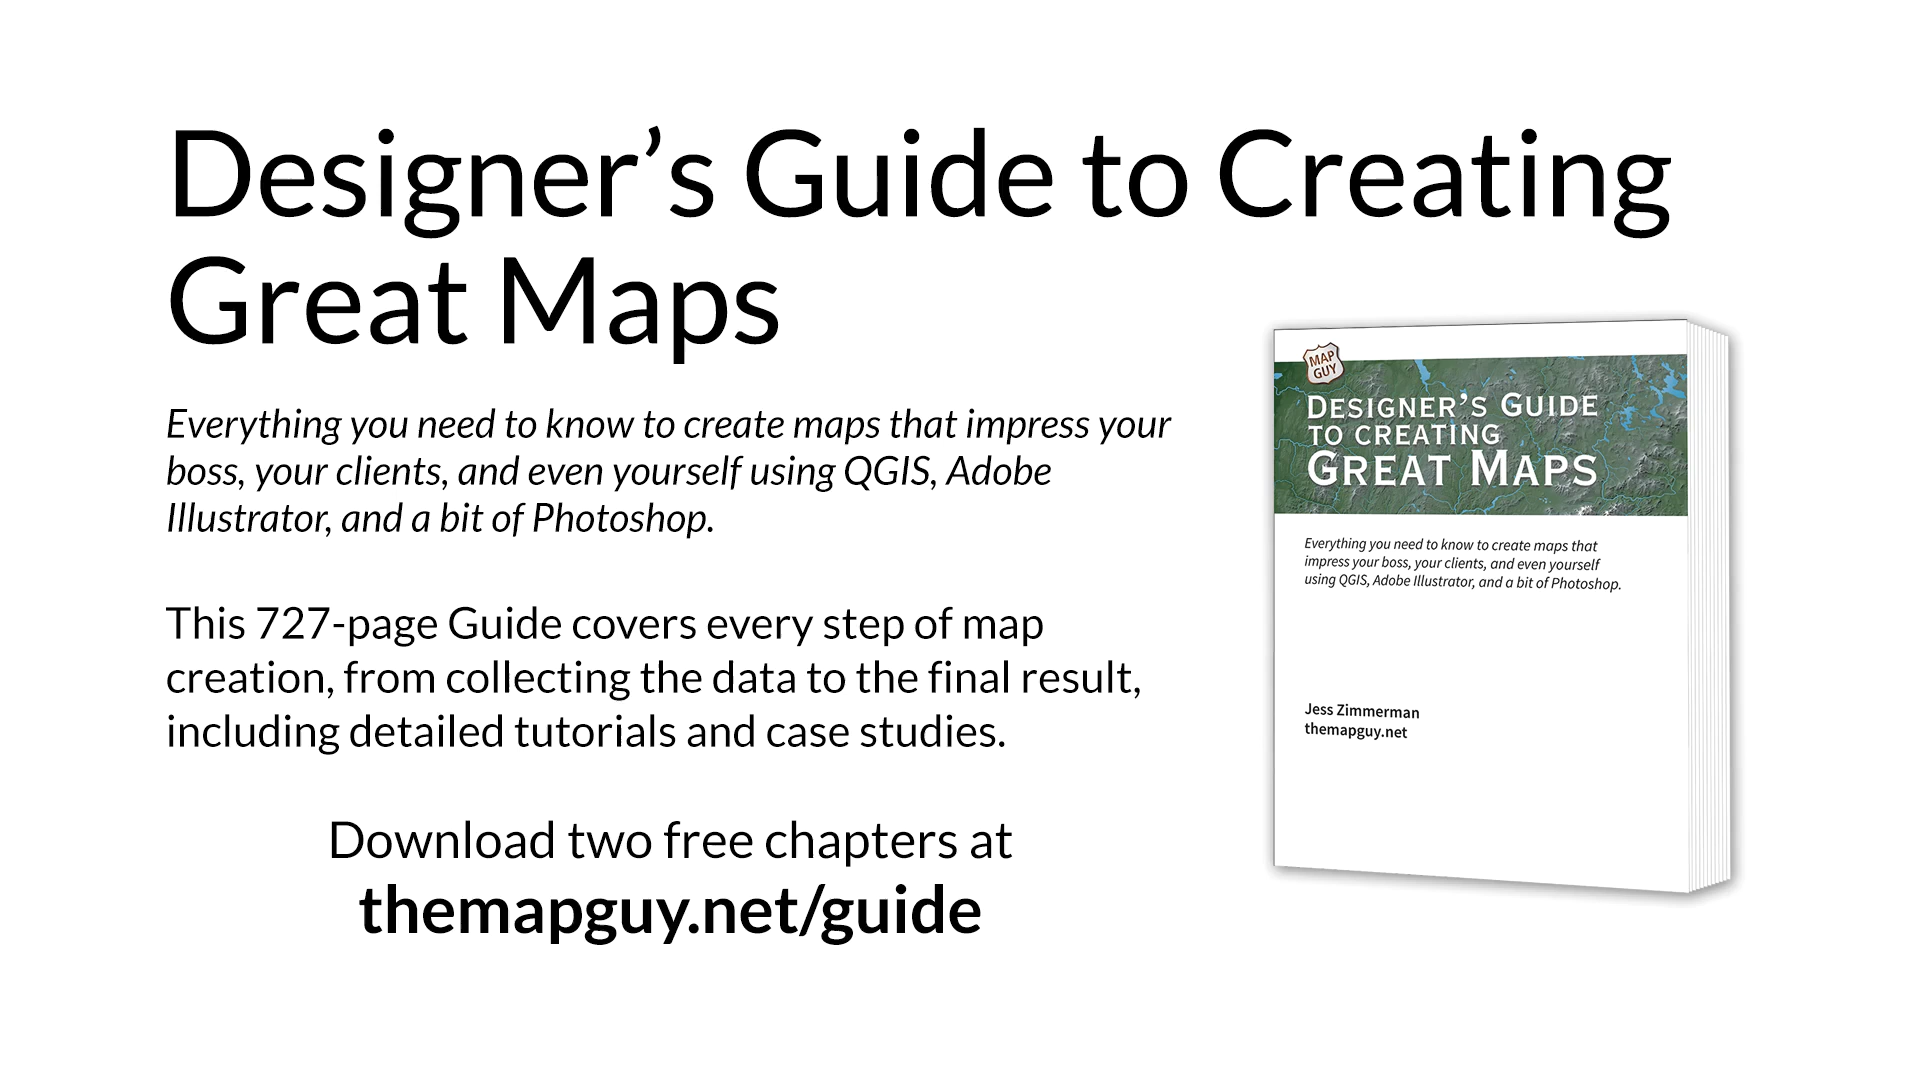 Designer’s Guide to Creating
Great Maps
Everything you need to know to create maps that impress your
boss, your clients, and even yourself using QGIS, Adobe
Illustrator, and a bit of Photoshop.
This 727-page Guide covers every step of map
creation, from collecting the data to the final result,
including detailed tutorials and case studies.
Download two free chapters at
themapguy.net/guide
MAP
GUY
DESIGNER’S GUIDE
TO CREATING
GREAT MAPS
Everything you need to know to create maps that
impress your boss, your clients, and even yourself
using QGIS, Adobe Illustrator, and a bit of Photoshop.
Jess Zimmerman
themapguy.net